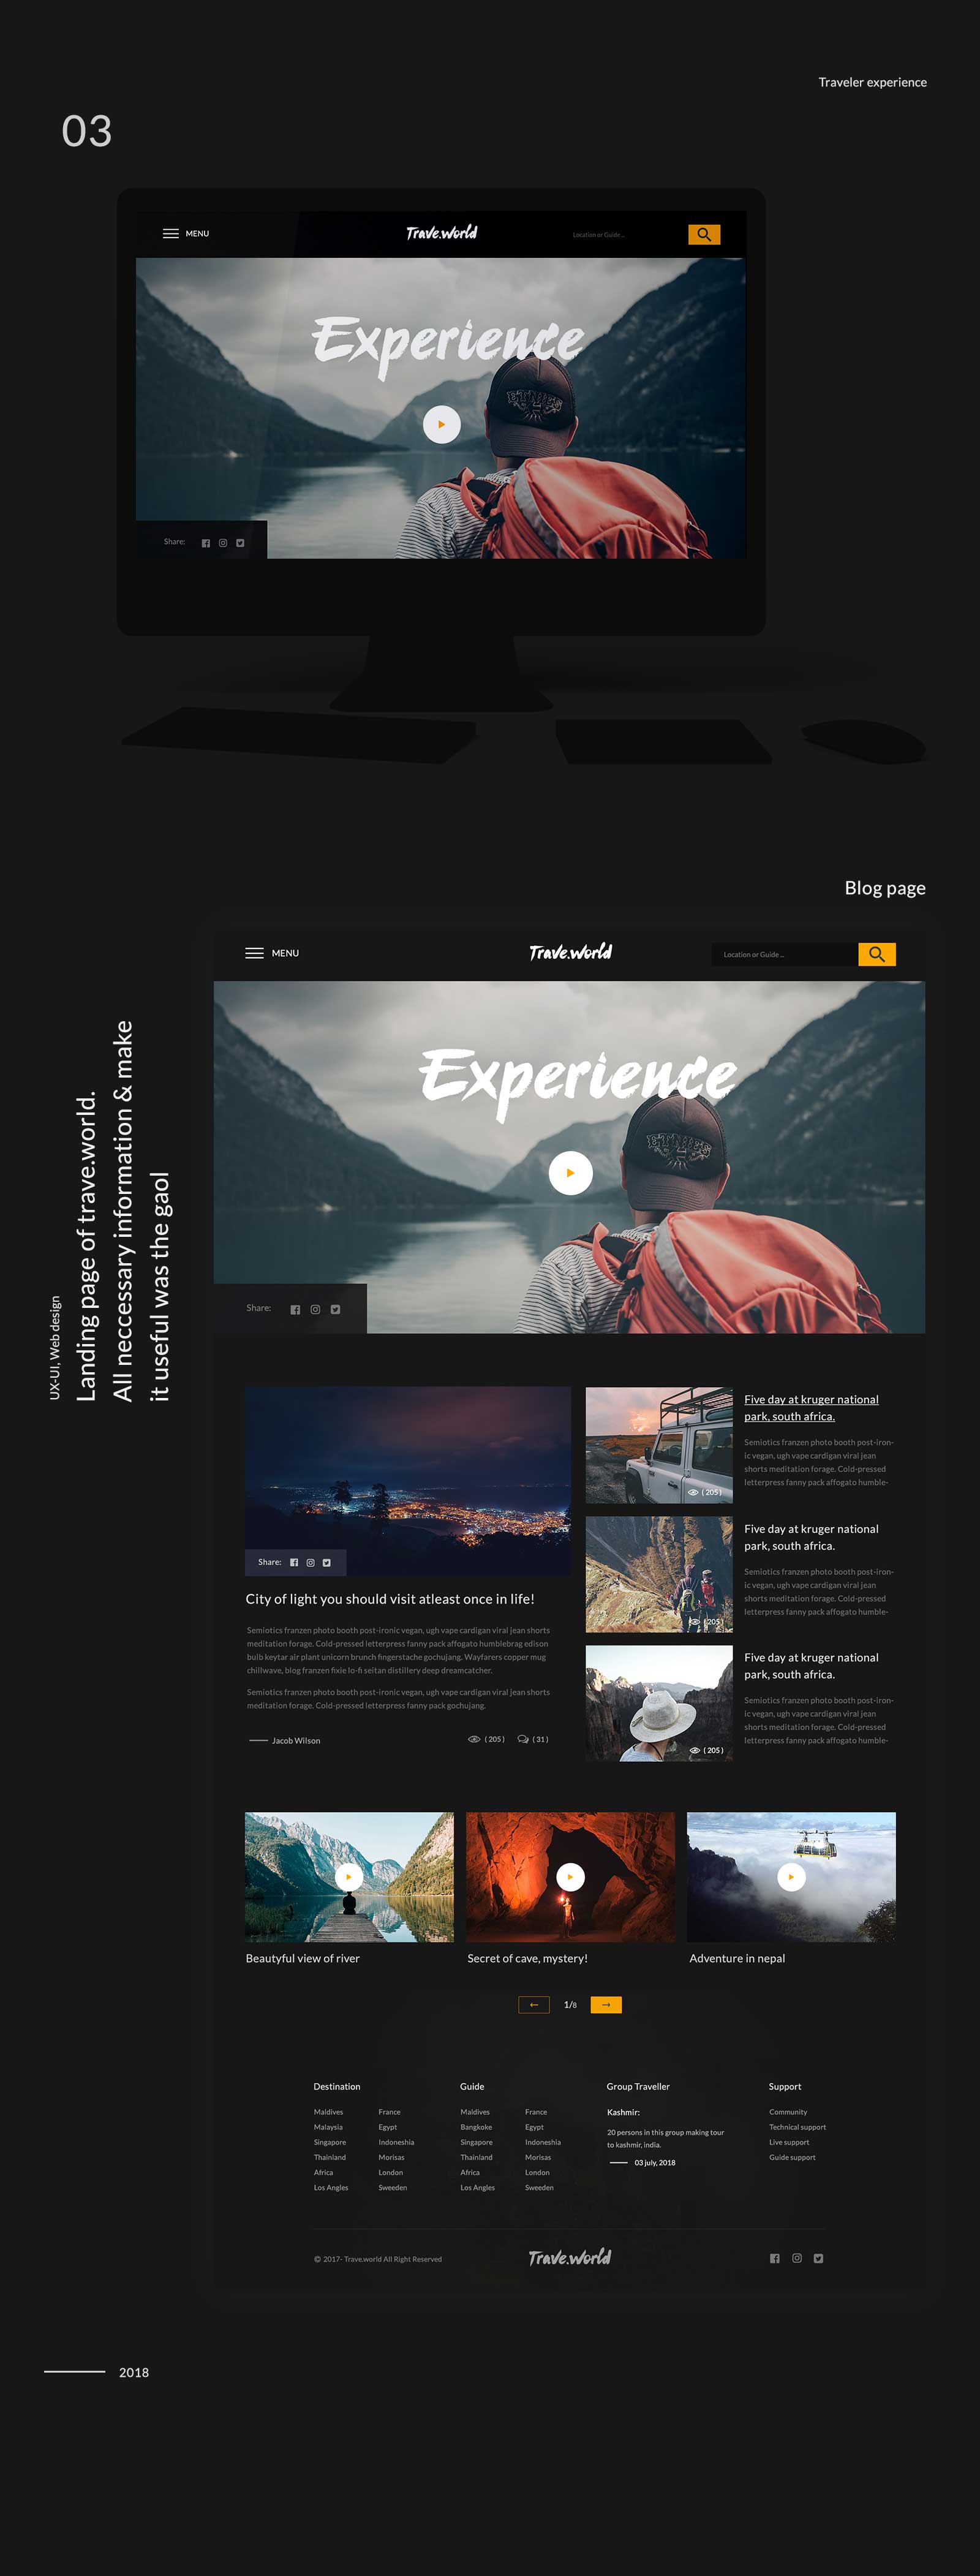 Traveler experience
03
MENU
Trave.world
Location or Guide ...
Experience
ETNIES
Share:
Blog page
MENU
Trave.world
Location or Guide ...
Experience
ETNIES
Share:
UX-UI, Web design
Landing page of trave.world.
All neccessary information & make
it useful was the gaol
Share:
City of light you should visit atleast once in life!
Semiotics franzen photo booth post-ironic vegan, ugh vape cardigan viral jean shorts
meditation forage. Cold-pressed letterpress fanny pack affogato humblebrag edison
bulb keytar air plant unicorn brunch fingerstache gochujang. Wayfarers copper mug
chillwave, blog franzen fixie lo-fi seitan distillery deep dreamcatcher.
Semiotics franzen photo booth post-ironic vegan, ugh vape cardigan viral jean shorts
meditation forage. Cold-pressed letterpress fanny pack gochujang.
Jacob Wilson
( 205 )
( 31 )
( 205 )
Five day at kruger national
park, south africa.
Semiotics franzen photo booth post-iron-
ic vegan, ugh vape cardigan viral jean
shorts meditation forage. Cold-pressed
letterpress fanny pack affogato humble-
( 205 )
Five day at kruger national
park, south africa.
Semiotics franzen photo booth post-iron-
ic vegan, ugh vape cardigan viral jean
shorts meditation forage. Cold-pressed
letterpress fanny pack affogato humble-
( 205 )
Five day at kruger national
park, south africa.
Semiotics franzen photo booth post-iron-
ic vegan, ugh vape cardigan viral jean
shorts meditation forage. Cold-pressed
letterpress fanny pack affogato humble-
Beautyful view of river
Secret of cave, mystery!
Adventure in nepal
← 1/8 →
Destination
Maldives
Malaysia
Singapore
Thainland
Africa
Los Angles
France
Egypt
Indoneshia
Morisas
London
Sweeden
Guide
Maldives
Bangkoke
Singapore
Thainland
Africa
Los Angles
France
Egypt
Indoneshia
Morisas
London
Sweeden
Group Traveller
Kashmir:
20 persons in this group making tour
to kashmir, india.
03 july, 2018
Support
Community
Technical support
Live support
Guide support
© 2017- Trave.world All Right Reserved
Trave.world
2018